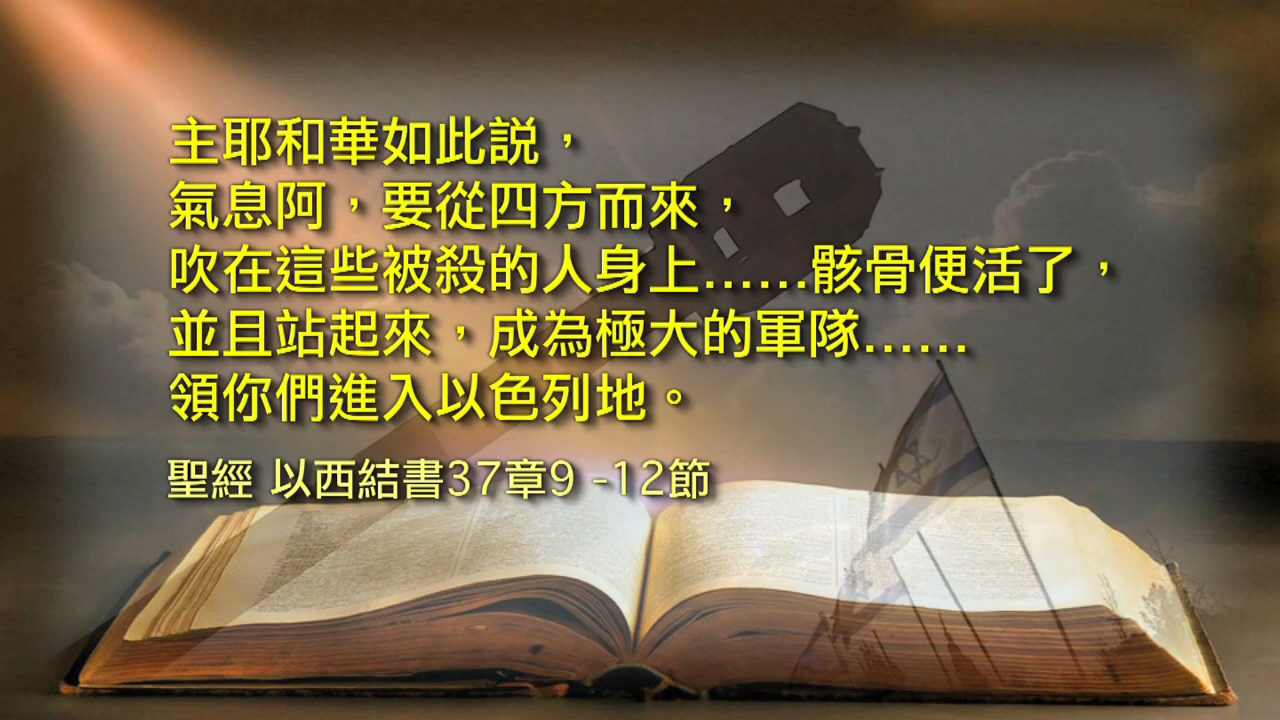 主耶和華如此説，
氣息阿，要從四方而來，
吹在這些被殺的人身上……骸骨便活了，
並且站起來，成為極大的軍隊……
領你們進入以色列地。
聖經 以西結書37章9 -12節